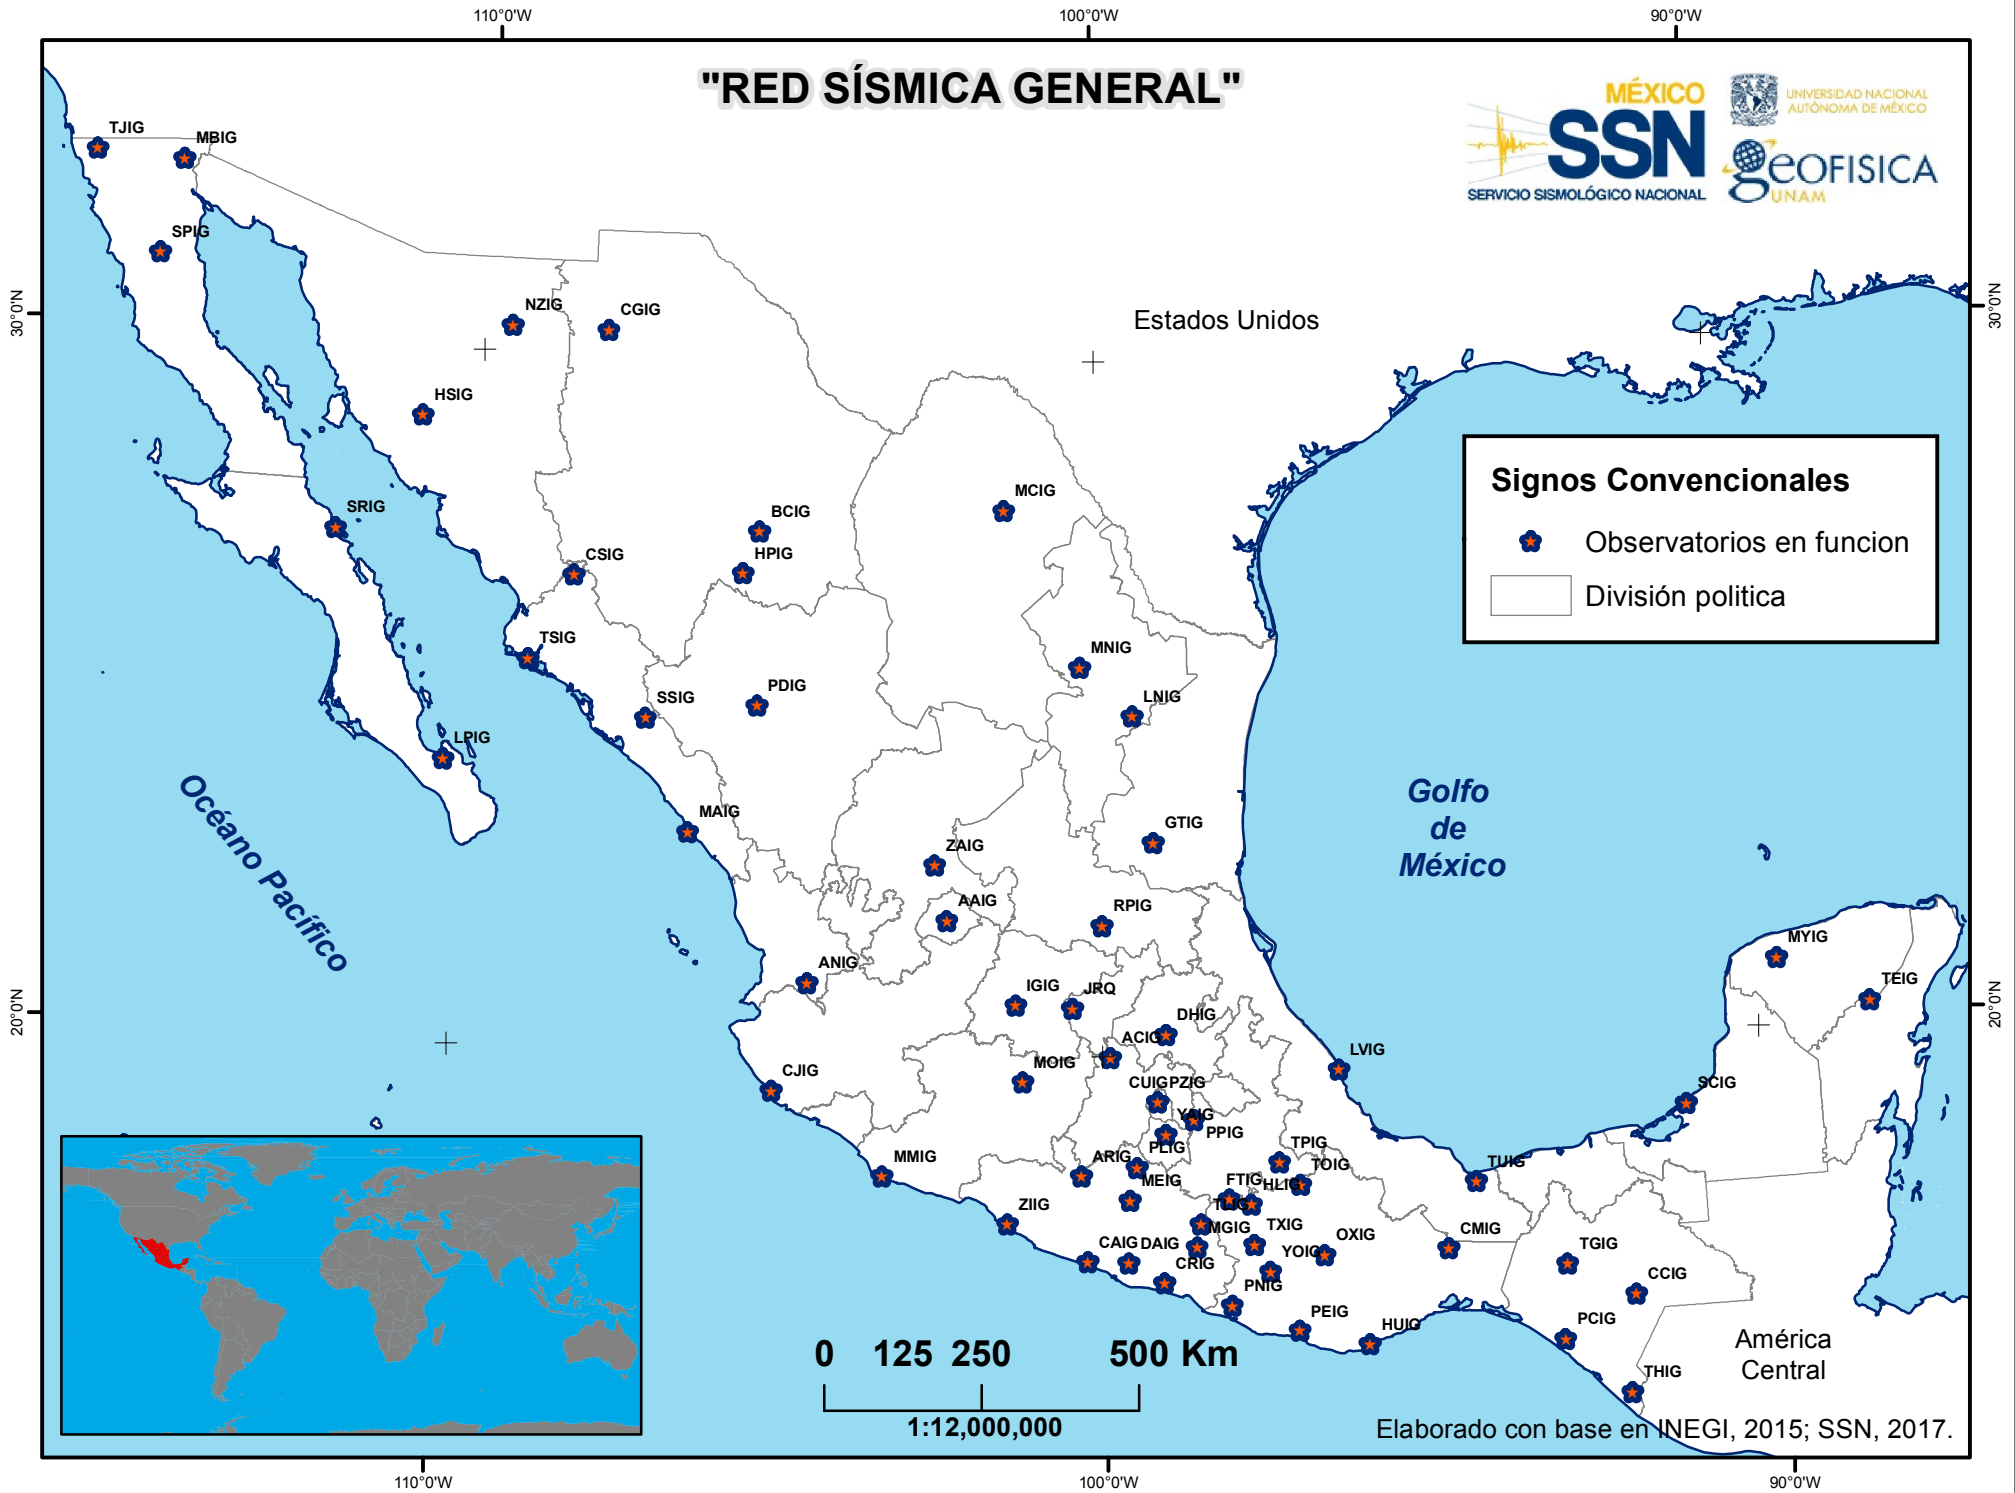 110°0'W
100°0'W
90°0'W
"RED SÍSMICA GENERAL"
MÉXICO
SSN
SERVICIO SISMOLÓGICO NACIONAL
UNIVERSIDAD NACIONAL
AUTÓNOMA DE MÉXICO
geOFISICA
UNAM
TJIG
MBIG
SPIG
30°0'N
30°0'N
NZIG
CGIG
Estados Unidos
HSIG
Signos Convencionales
Observatorios en funcion
División politica
MCIG
SRIG
BCIG
HPIG
CSIG
TSIG
MNIG
PDIG
SSIG
LNIG
LPIG
Océano Pacífico
Golfo
de
México
MAIG
GTIG
ZAIG
AAIG
RPIG
MYIG
ANIG
TEIG
IGIG
JRQ
20°0'N
20°0'N
DHIG
ACIG
LVIG
MOIG
CJIG
CUIG
PZIG
SCIG
YAIG
PPIG
PLIG
TPIG
MMIG
ARIG
TOIG
TUIG
MEIG
FTIG
HLIG
ZIIG
TLIG
MGIG
TXIG
OXIG
CMIG
CAIG
DAIG
YOIG
TGIG
CRIG
CCIG
PNIG
PEIG
HUIG
PCIG
América
Central
THIG
0 125 250 500 Km
1:12,000,000
Elaborado con base en INEGI, 2015; SSN, 2017.
110°0'W
100°0'W
90°0'W